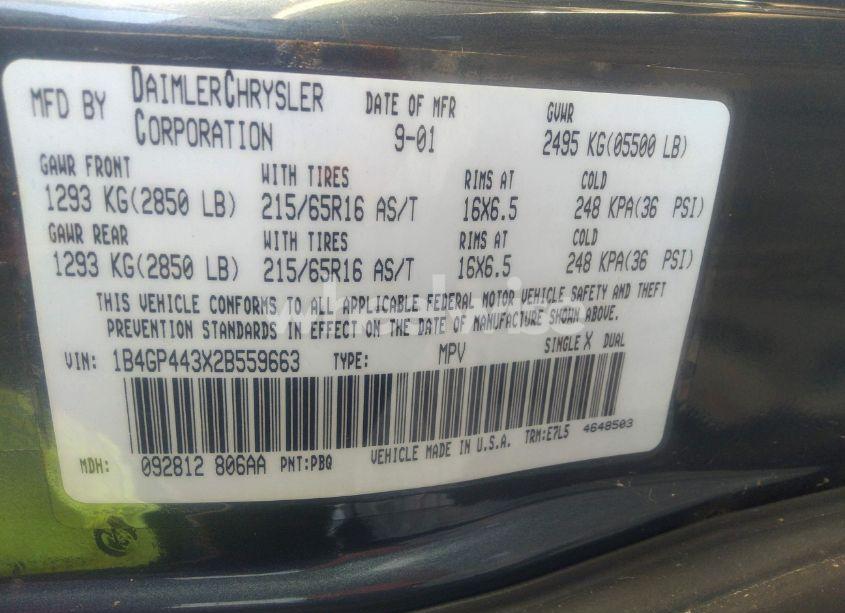 MFD BY DAIMLERCHRYSLER CORPORATION DATE OF MFR 9-01 GVWR 2495 KG(05500 LB)
GAWR FRONT WITH TIRES RIMS AT COLD
1293 KG(2850 LB) 215/65R16 AS/T 16X6.5 248 KPA(36 PSI)
GAWR REAR WITH TIRES RIMS AT COLD
1293 KG(2850 LB) 215/65R16 AS/T 16X6.5 248 KPA(36 PSI)
THIS VEHICLE CONFORMS TO ALL APPLICABLE FEDERAL MOTOR VEHICLE SAFETY AND THEFT
PREVENTION STANDARDS IN EFFECT ON THE DATE OF MANUFACTURE SHOWN ABOVE.
VIN: 1B4GP443X2B559663 TYPE: MPV SINGLE X DUAL
MDH: 092812 806AA PNT:PBQ VEHICLE MADE IN U.S.A. TRM:E7L5 4648503